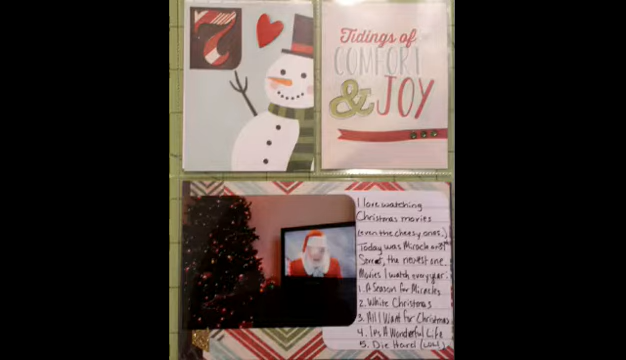 7
Tidings of
COMFORT
& JOY
I love watching
Christmas movies
(even the cheesy ones.)
Today was Miracle on
the newest one.
Movies I watch every year:
1. A Season for Miracles
2. White Christmas
3. All I Want for Christmas
4. It's A Wonderful Life
5. Die Hard (LOL)